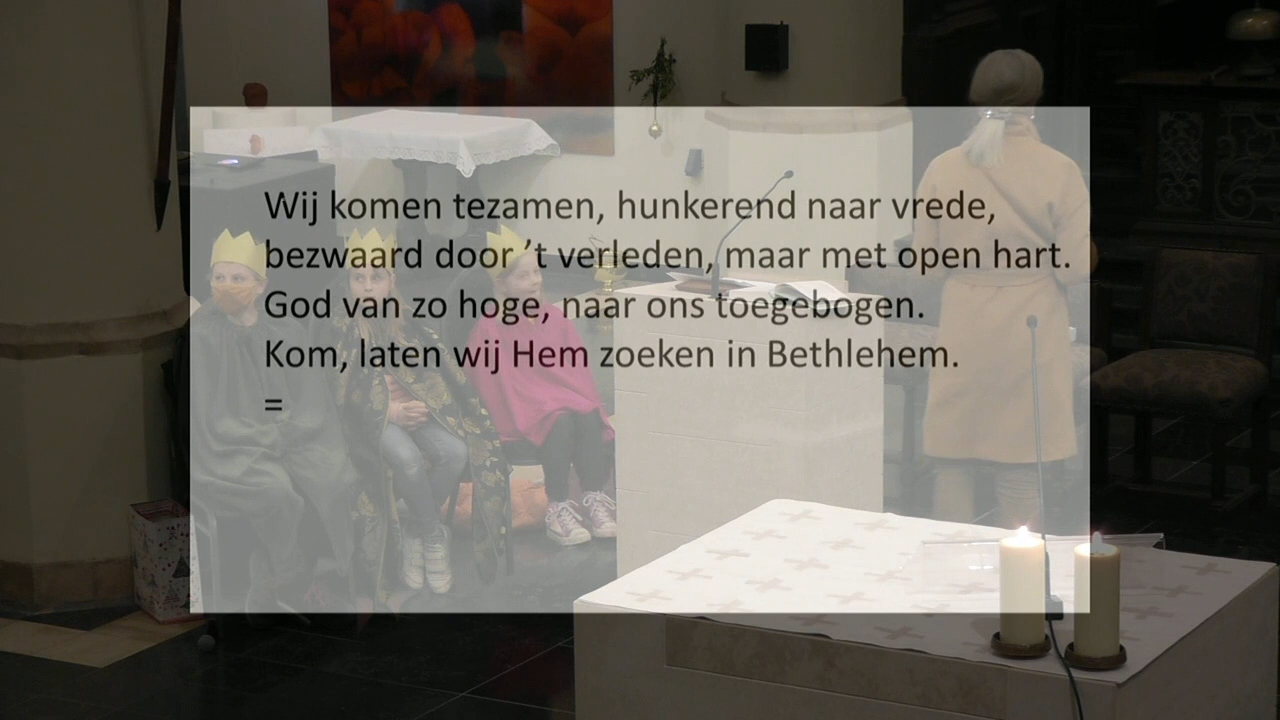 Wij komen tezamen, hunkerend naar vrede,
bezwaard door ’t verleden, maar met open hart.
God van zo hoge, naar ons toegebogen.
Kom, laten wij Hem zoeken in Bethlehem.
=